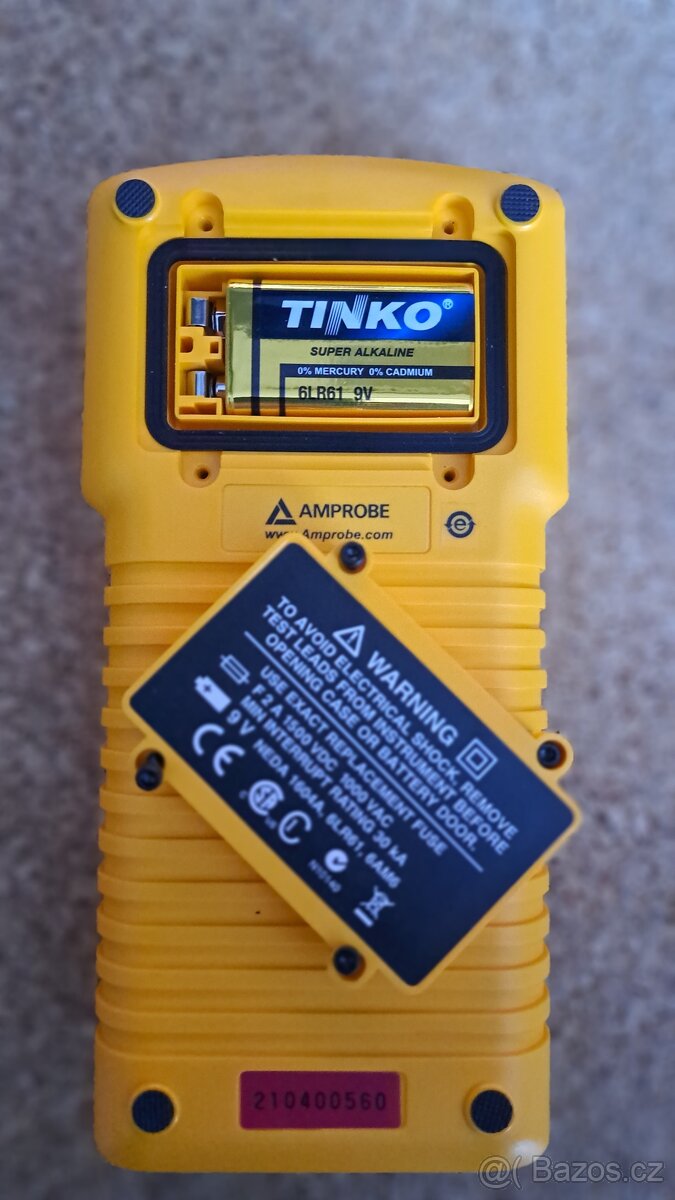 TINKO®
SUPER ALKALINE
0% MERCURY 0% CADMIUM
6LR61 9V
AMPROBE
www.Amprobe.com
e
WARNING
TO AVOID ELECTRICAL SHOCK, REMOVE
TEST LEADS FROM INSTRUMENT BEFORE
OPENING CASE OR BATTERY DOOR.
USE EXACT REPLACEMENT FUSE
F 2 A 1500 VDC, 1000 VAC
MIN INTERRUPT RATING 30 kA
9 V NEDA 1604A, 6LR61, 6AM6
CE
210400560
@( Bazos.cz